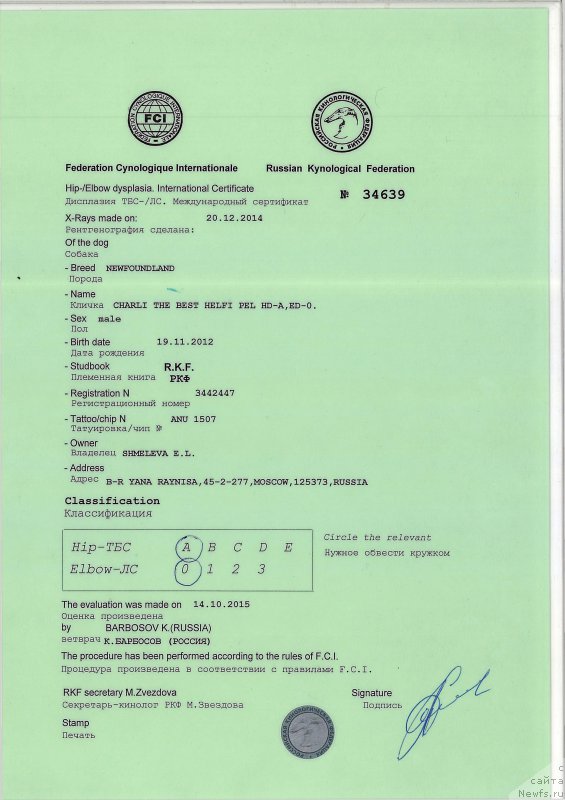 FEDERATION CYNOLOGIQUE INTERNATIONALE
FCI
РОССИЙСКАЯ КИНОЛОГИЧЕСКАЯ ФЕДЕРАЦИЯ
Federation Cynologique Internationale Russian Kynological Federation
Hip-/Elbow dysplasia. International Certificate
Дисплазия ТБС-/ЛС. Международный сертификат
№ 34639
X-Rays made on: 20.12.2014
Рентгенография сделана:
Of the dog
Собака
- Breed NEWFOUNDLAND
Порода
- Name
Кличка CHARLI THE BEST HELFI PEL HD-A,ED-0.
- Sex male
Пол
- Birth date 19.11.2012
Дата рождения
- Studbook R.K.F.
Племенная книга РКФ
- Registration N 3442447
Регистрационный номер
- Tattoo/chip N ANU 1507
Татуировка/чип №
- Owner
Владелец SHMELEVA E.L.
- Address
Адрес B-R YANA RAYNISA,45-2-277,MOSCOW,125373,RUSSIA
Classification
Классификация
Hip-ТБС A B C D E
Elbow-ЛС 0 1 2 3
Circle the relevant
Нужное обвести кружком
The evaluation was made on 14.10.2015
Оценка произведена
by BARBOSOV K.(RUSSIA)
ветврач К.БАРБОСОВ (РОССИЯ)
The procedure has been performed according to the rules of F.C.I.
Процедура произведена в соответствии с правилами F.C.I.
RKF secretary M.Zvezdova Signature
Секретарь-кинолог РКФ М.Звездова Подпись
Stamp
Печать
с
сайта
Newfs.ru